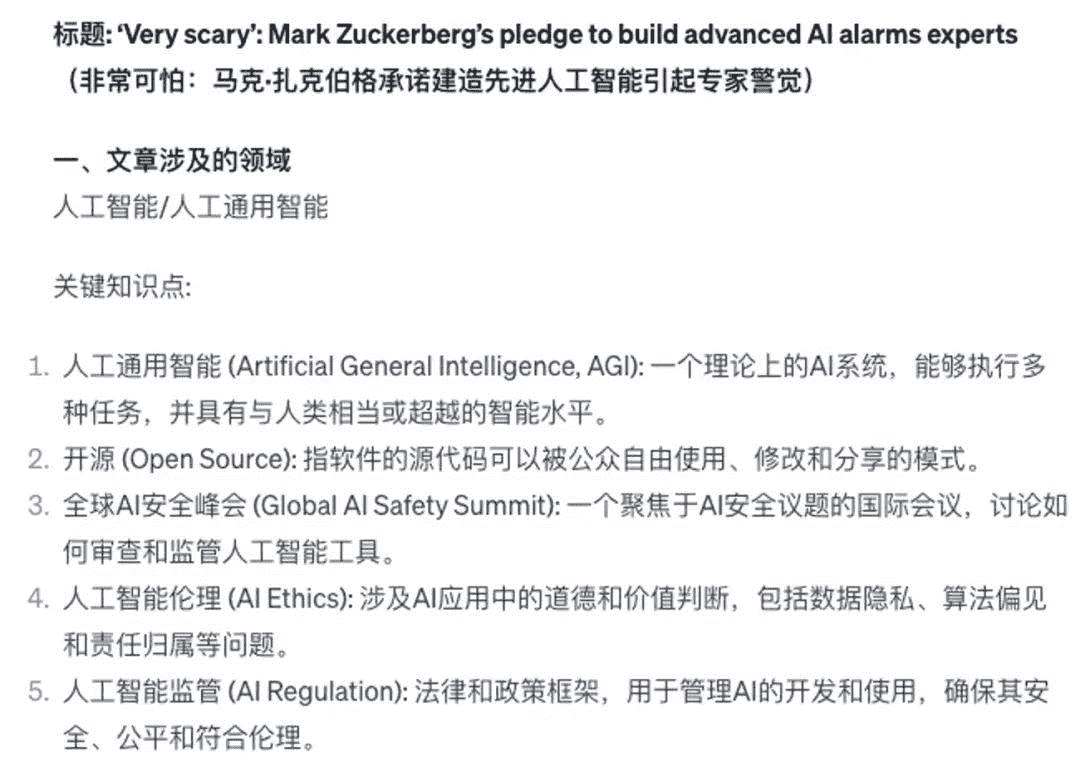 标题: ‘Very scary’: Mark Zuckerberg’s pledge to build advanced AI alarms experts
（非常可怕：马克·扎克伯格承诺建造先进人工智能引起专家警觉）
一、文章涉及的领域
人工智能/人工通用智能
关键知识点:
1. 人工通用智能 (Artificial General Intelligence, AGI): 一个理论上的AI系统，能够执行多
种任务，并具有与人类相当或超越的智能水平。
2. 开源 (Open Source): 指软件的源代码可以被公众自由使用、修改和分享的模式。
3. 全球AI安全峰会 (Global AI Safety Summit): 一个聚焦于AI安全议题的国际会议，讨论如
何审查和监管人工智能工具。
4. 人工智能伦理 (AI Ethics): 涉及AI应用中的道德和价值判断，包括数据隐私、算法偏见
和责任归属等问题。
5. 人工智能监管 (AI Regulation): 法律和政策框架，用于管理AI的开发和使用，确保其安
全、公平和符合伦理。